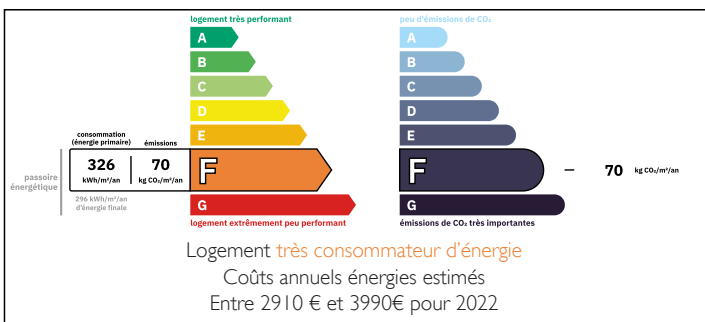 logement très performant
A
B
C
D
E
consommation
(énergie primaire)
émissions
passoire
énergétique
326
kWh/m²/an
70
kg CO₂/m²/an
F
296 kWh/m²/an
d'énergie finale
G
logement extrêmement peu performant
peu d'émissions de CO₂
A
B
C
D
E
F
70 kg CO₂/m²/an
G
émissions de CO₂ très importantes
Logement très consommateur d'énergie
Coûts annuels énergies estimés
Entre 2910 € et 3990€ pour 2022